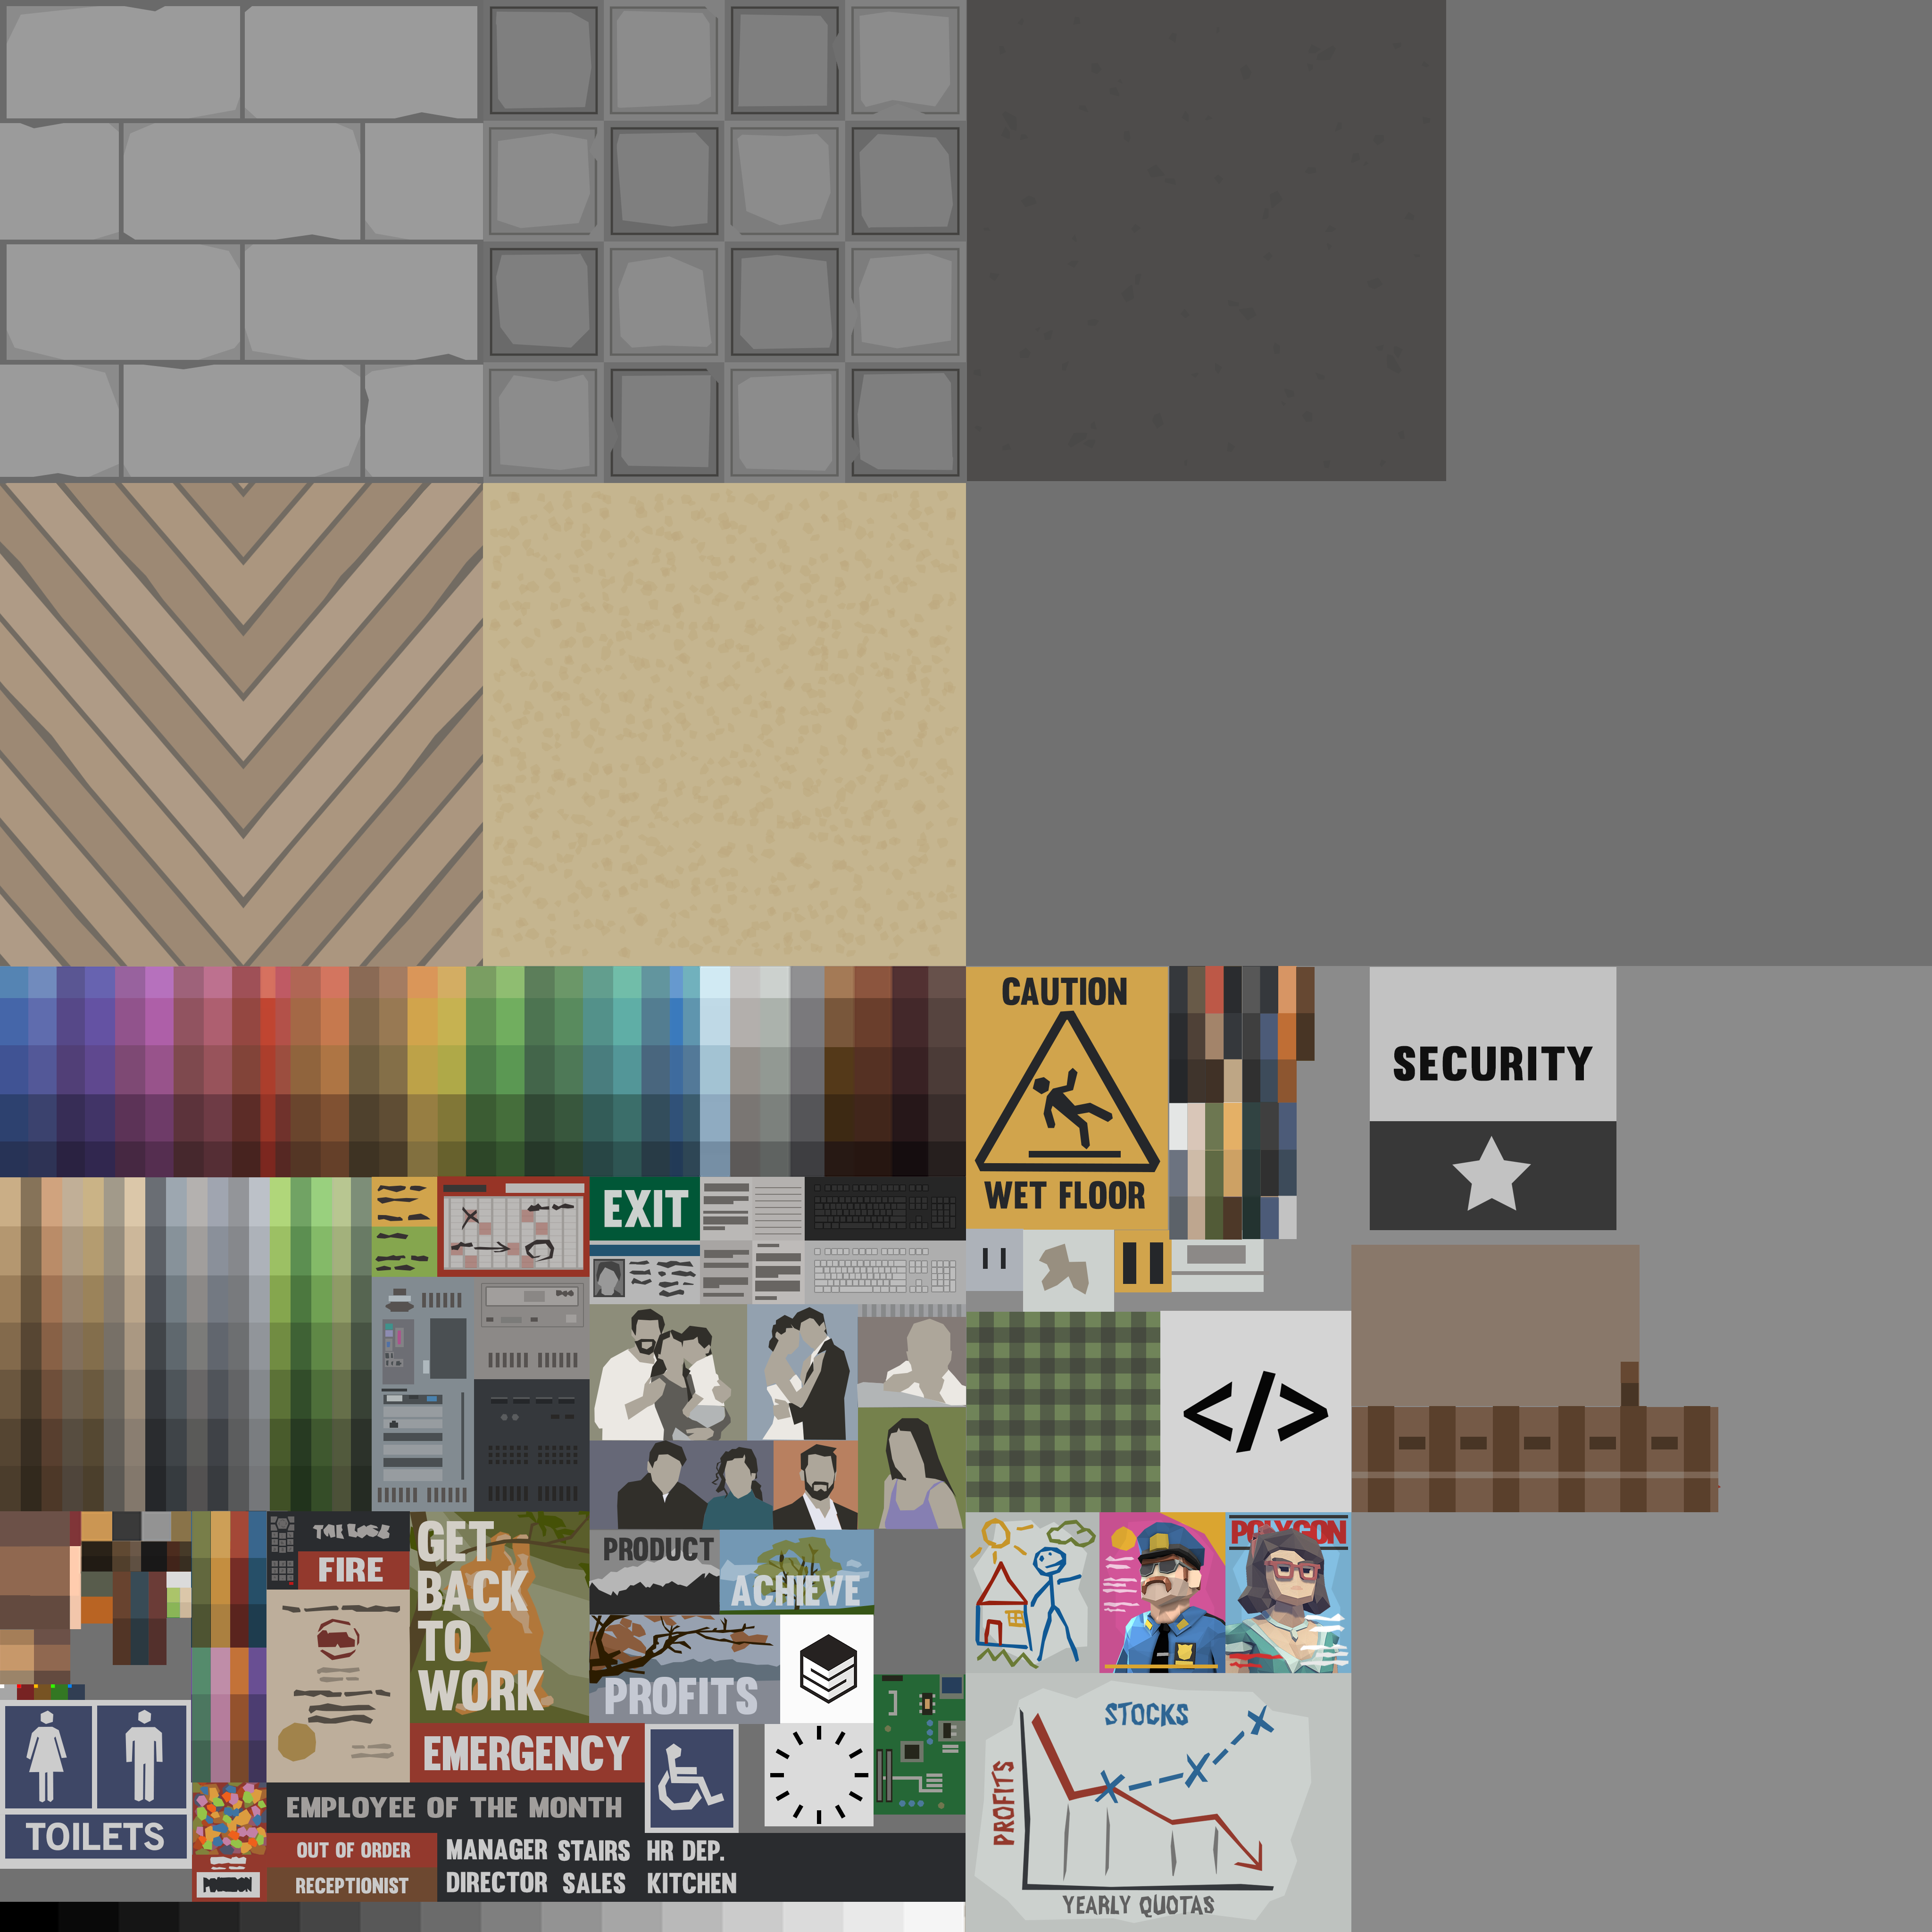 CAUTION
WET FLOOR
SECURITY
EXIT
</>
FIRE
GET
BACK
TO
WORK
PRODUCT
ACHIEVE
PROFITS
POLYGON
EMERGENCY
TOILETS
EMPLOYEE OF THE MONTH
OUT OF ORDER
RECEPTIONIST
MANAGER STAIRS HR DEP.
DIRECTOR SALES KITCHEN
STOCKS
PROFITS
YEARLY QUOTAS